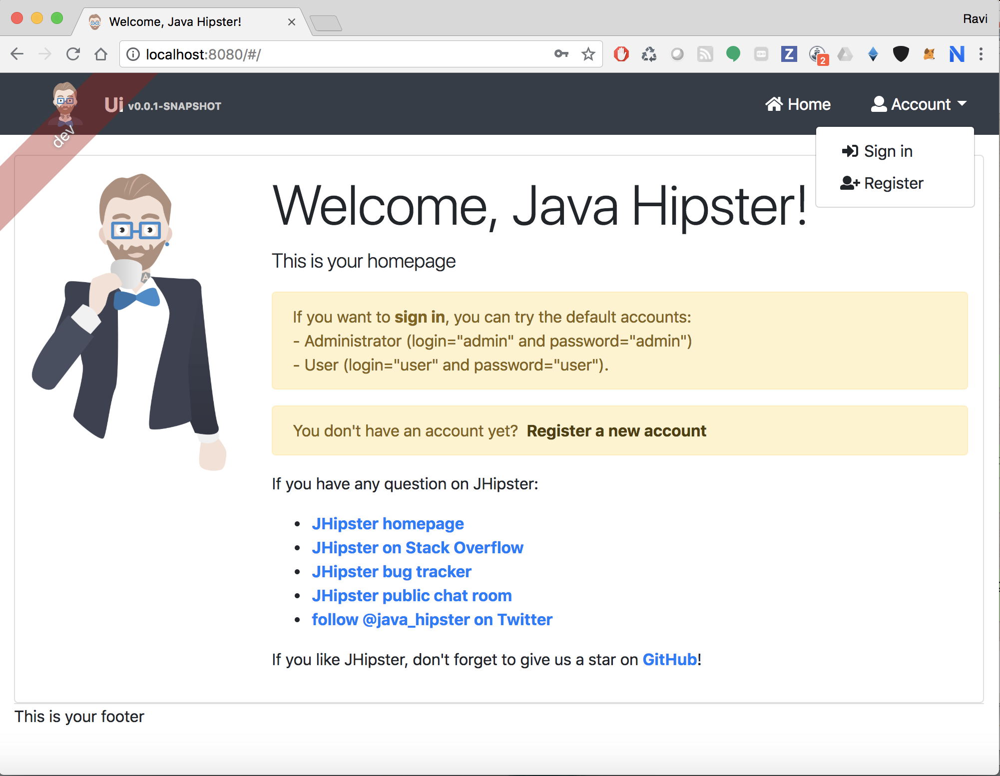 Welcome, Java Hipster!
Ravi
localhost:8080/#/
Z
2
N
Ui v0.0.1-SNAPSHOT
Home
Account
dev
Sign in
Register
Welcome, Java Hipster!
A
This is your homepage
If you want to sign in, you can try the default accounts:
- Administrator (login="admin" and password="admin")
- User (login="user" and password="user").
You don't have an account yet? Register a new account
If you have any question on JHipster:
• JHipster homepage
• JHipster on Stack Overflow
• JHipster bug tracker
• JHipster public chat room
• follow @java_hipster on Twitter
If you like JHipster, don't forget to give us a star on GitHub!
This is your footer